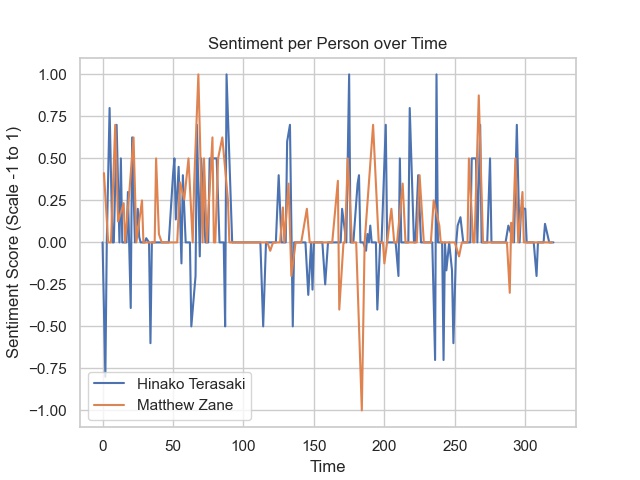 Sentiment per Person over Time
Sentiment Score (Scale -1 to 1)
1.00
0.75
0.50
0.25
0.00
−0.25
−0.50
−0.75
−1.00
Hinako Terasaki
Matthew Zane
0 50 100 150 200 250 300
Time